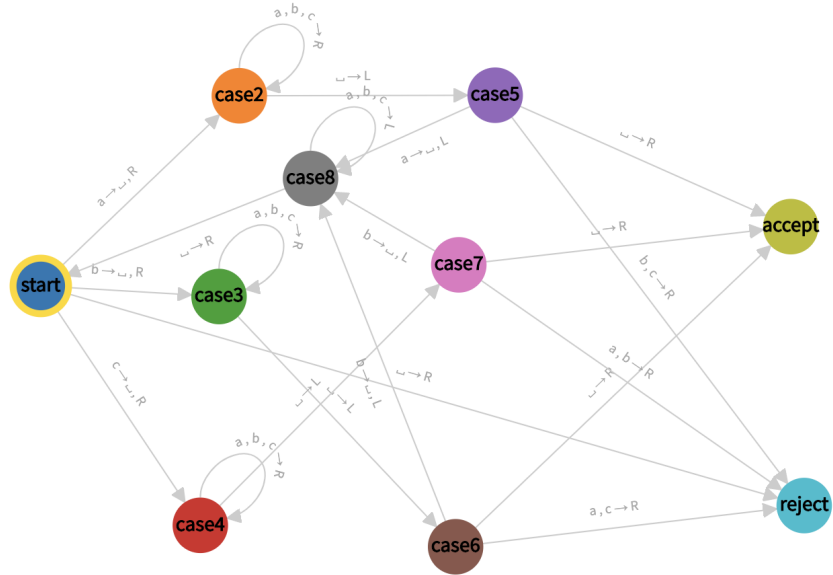 a,b,c→R
case2
␣→L
case5
a,b,c→L
a→␣,L
␣→R
case8
a→␣,R
accept
a,b,c→R
␣→R
b→␣,L
␣→R
b,c→R
start
b→␣,R
case3
case7
c→␣,R
b→␣,L
␣→R
a,b→R
␣→L
␣→L
␣→R
a,b,c→R
case4
a,c→R
reject
case6